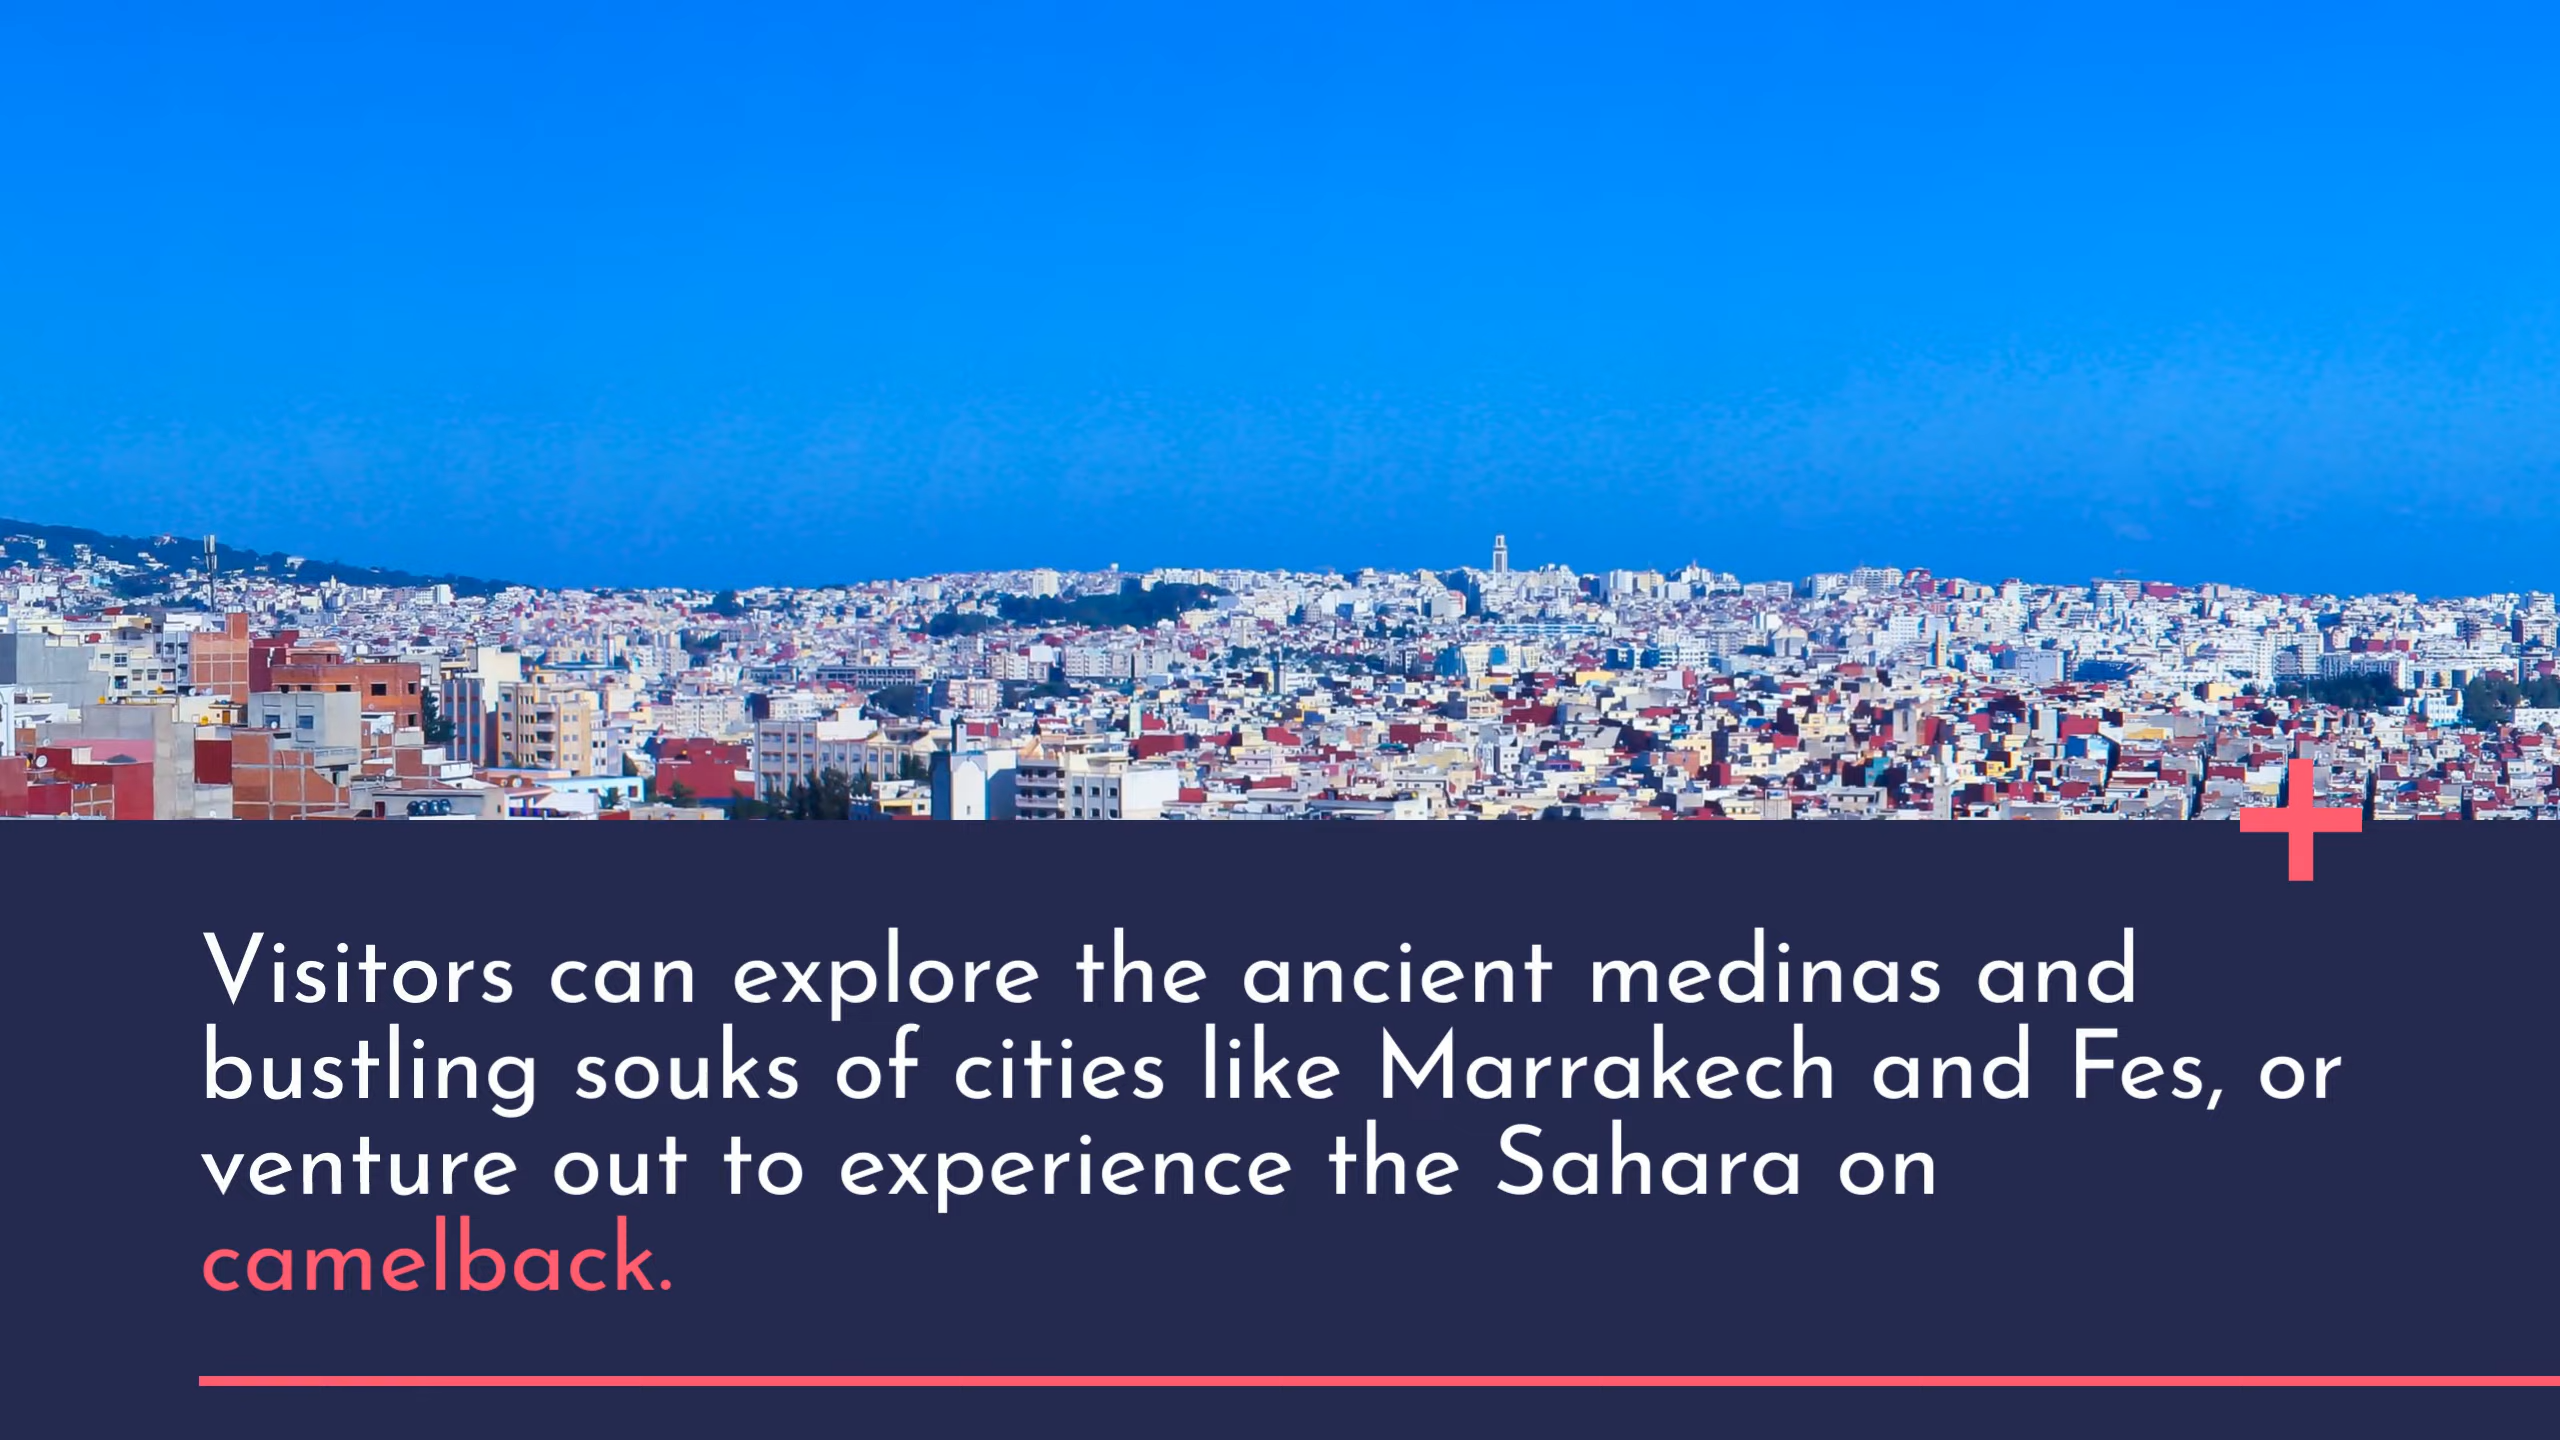 Visitors can explore the ancient medinas and
bustling souks of cities like Marrakech and Fes, or
venture out to experience the Sahara on
camelback.